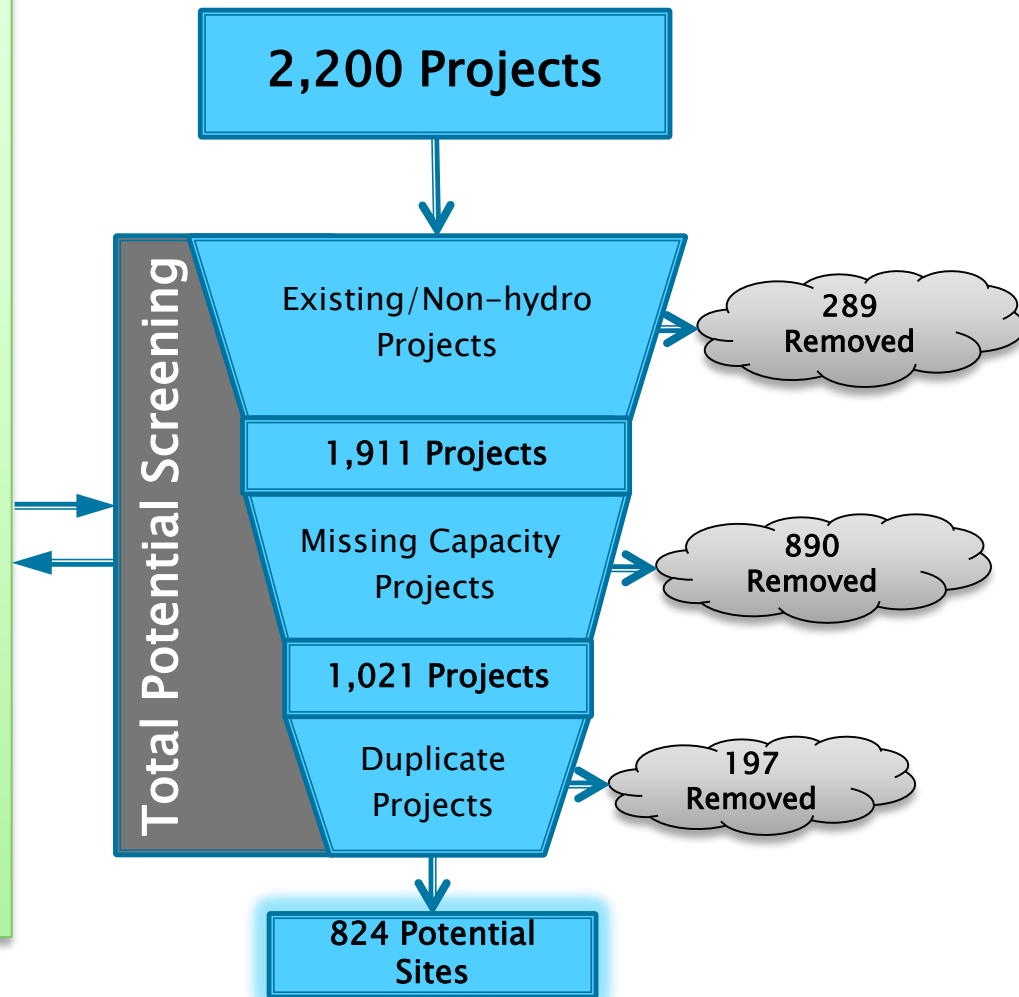 2,200 Projects
Total Potential Screening
Existing/Non-hydro
Projects
289
Removed
1,911 Projects
Missing Capacity
Projects
890
Removed
1,021 Projects
Duplicate
Projects
197
Removed
824 Potential
Sites